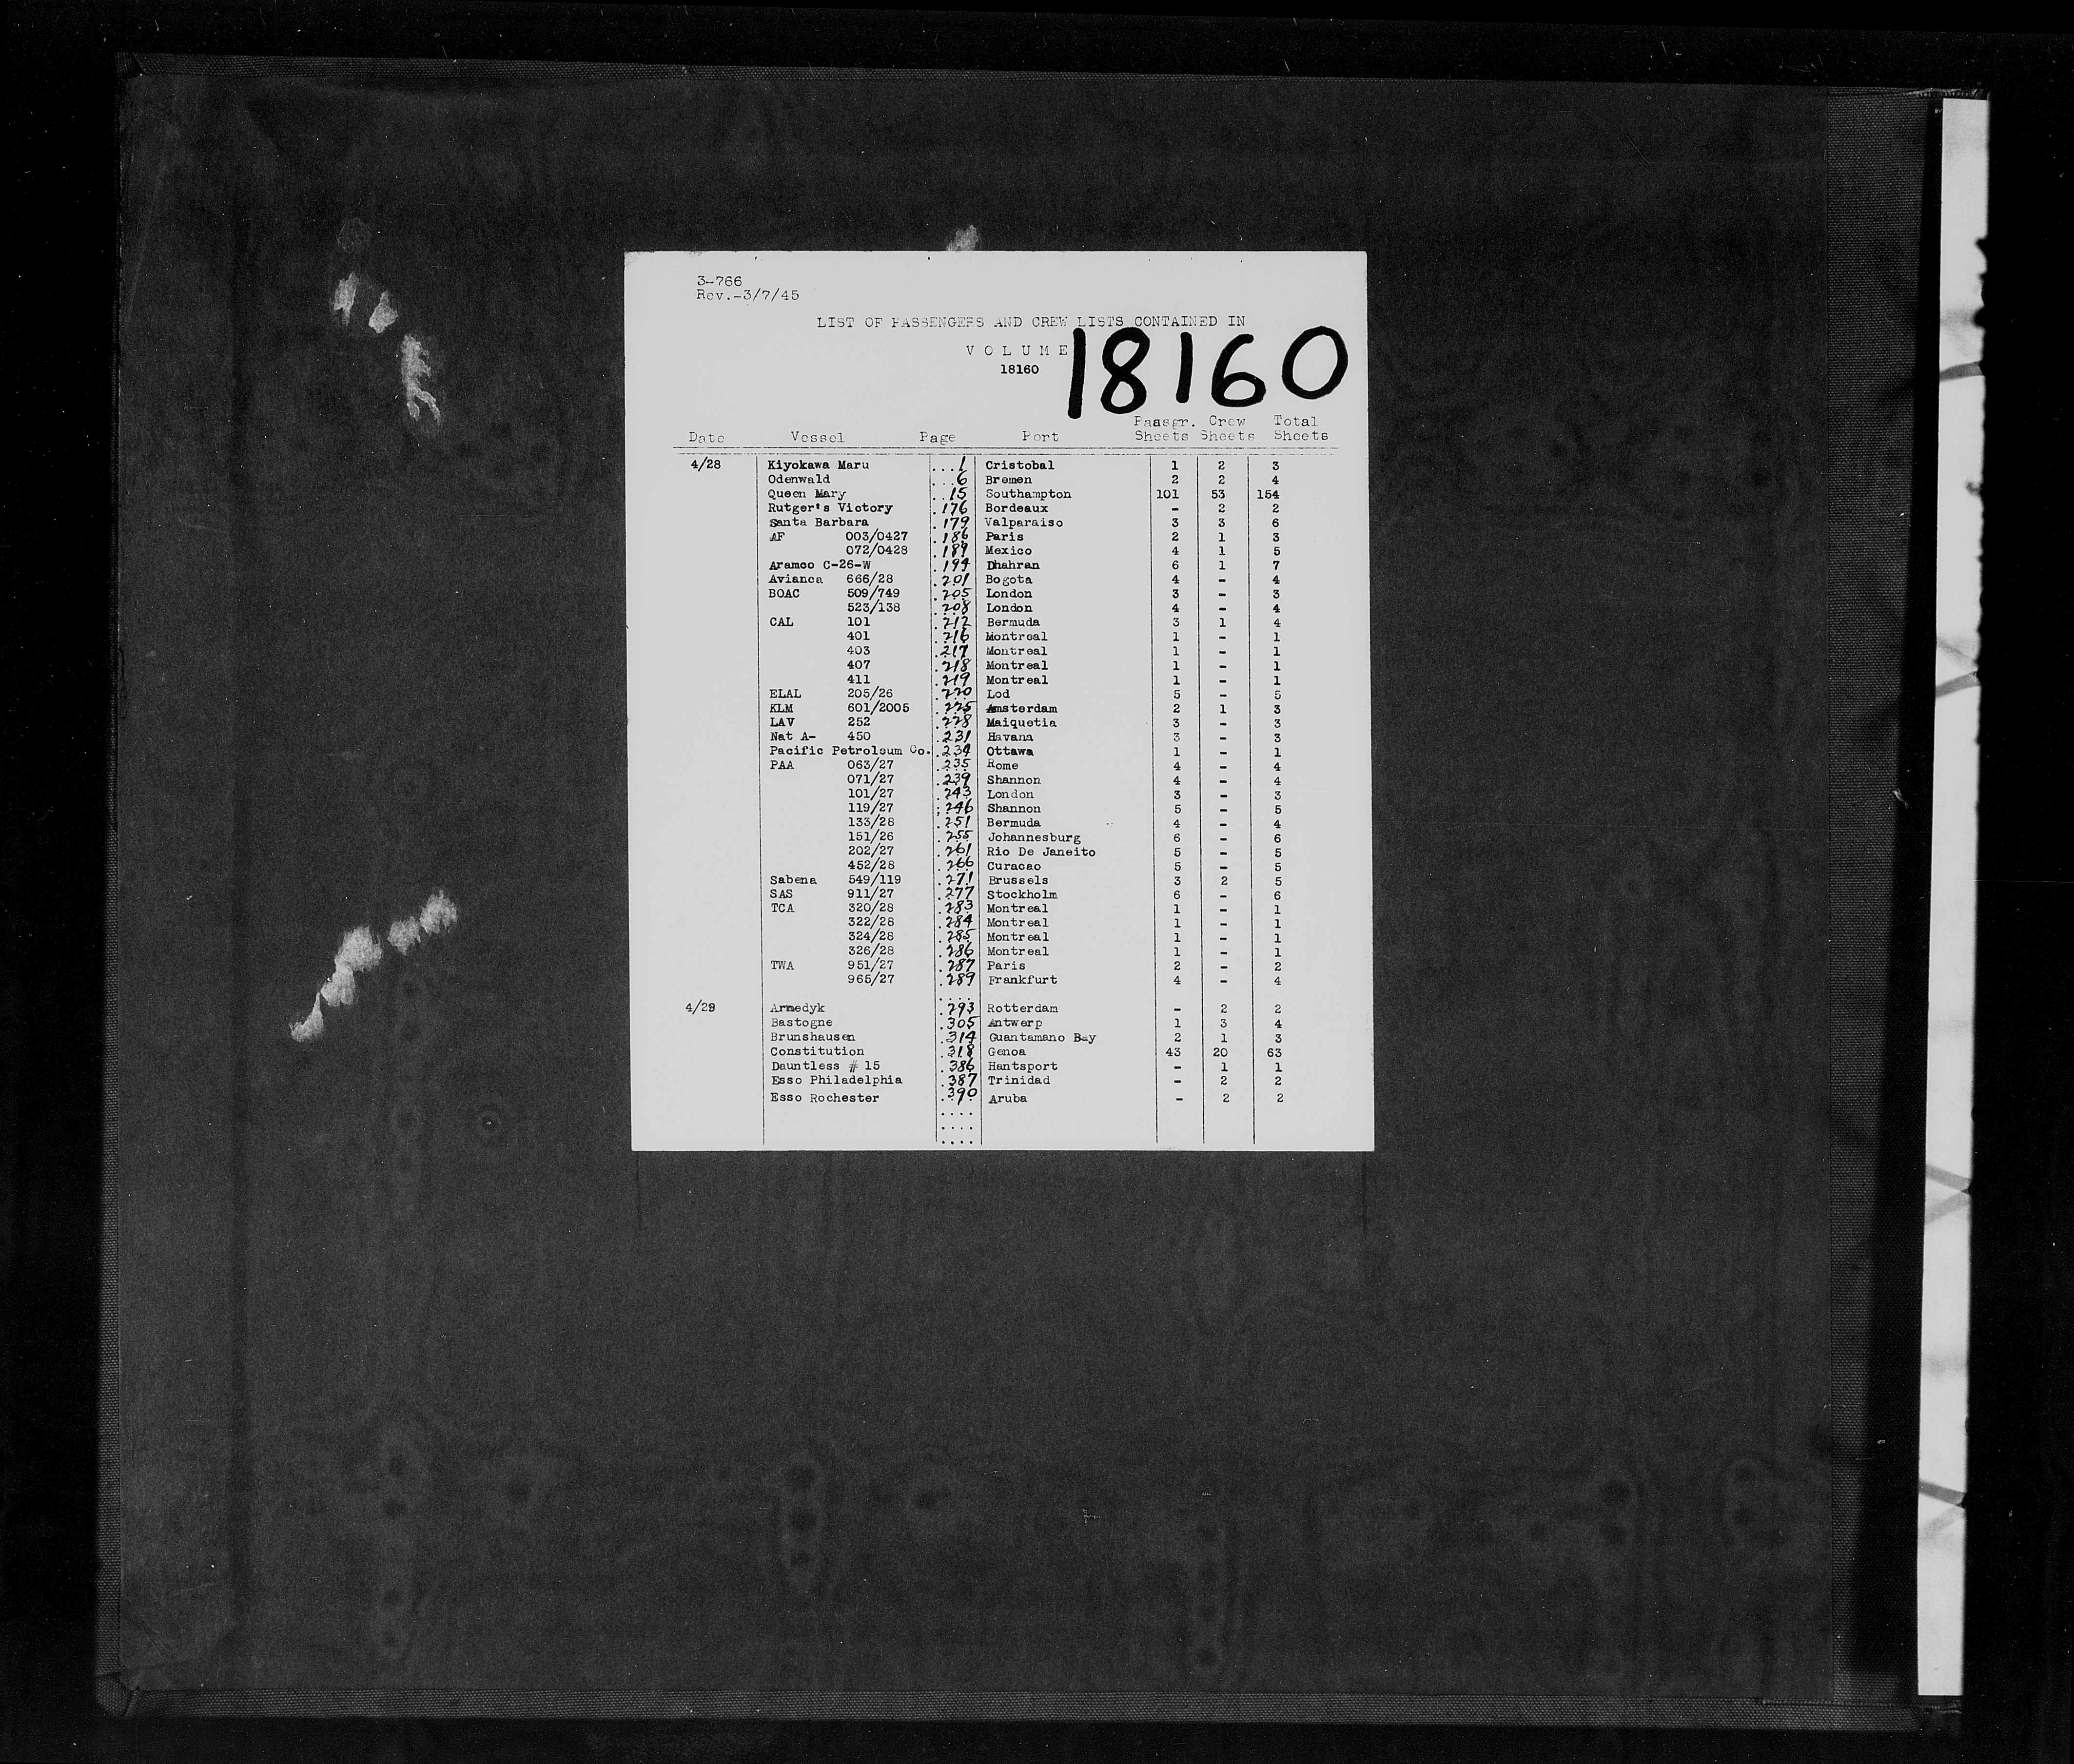 3-766
Rev.-3/7/45
LIST OF PASSENGERS AND CREW LISTS CONTAINED IN
V O L U M E 18160
18160
Passgr. Crew Total
Date Vessel Page Port Sheets Sheets Sheets
4/28 Kiyokawa Maru ...1 Cristobal 1 2 3
Odenwald ...6 Bremen 2 2 4
Queen Mary ..15 Southampton 101 53 154
Rutger's Victory .176 Bordeaux - 2 2
Santa Barbara .179 Valparaiso 3 3 6
AF 003/0427 .186 Paris 2 1 3
072/0428 .189 Mexico 4 1 5
Aramco C-26-W .194 Dhahran 6 1 7
Avianca 666/28 .201 Bogota 4 - 4
BOAC 509/749 .205 London 3 - 3
523/138 .208 London 4 - 4
CAL 101 .212 Bermuda 3 1 4
401 .216 Montreal 1 - 1
403 .217 Montreal 1 - 1
407 .218 Montreal 1 - 1
411 .219 Montreal 1 - 1
ELAL 205/26 .220 Lod 5 - 5
KLM 601/2005 .225 Amsterdam 2 1 3
LAV 252 .228 Maiquetia 3 - 3
Nat A- 450 .231 Havana 3 - 3
Pacific Petroleum Co. .234 Ottawa 1 - 1
PAA 063/27 .235 Rome 4 - 4
071/27 .239 Shannon 4 - 4
101/27 .243 London 3 - 3
119/27 .246 Shannon 5 - 5
133/28 .251 Bermuda 4 - 4
151/26 .255 Johannesburg 6 - 6
202/27 .261 Rio De Janeito 5 - 5
452/28 .266 Curacao 5 - 5
Sabena 549/119 .271 Brussels 3 2 5
SAS 911/27 .277 Stockholm 6 - 6
TCA 320/28 .283 Montreal 1 - 1
322/28 .284 Montreal 1 - 1
324/28 .285 Montreal 1 - 1
326/28 .286 Montreal 1 - 1
TWA 951/27 .287 Paris 2 - 2
965/27 .289 Frankfurt 4 - 4
....
4/29 Armedyk .293 Rotterdam - 2 2
Bastogne .305 Antwerp 1 3 4
Brunshausen .314 Guantamano Bay 2 1 3
Constitution .318 Genoa 43 20 63
Dauntless # 15 .386 Hantsport - 1 1
Esso Philadelphia .387 Trinidad - 2 2
Esso Rochester .390 Aruba - 2 2
....
....
....